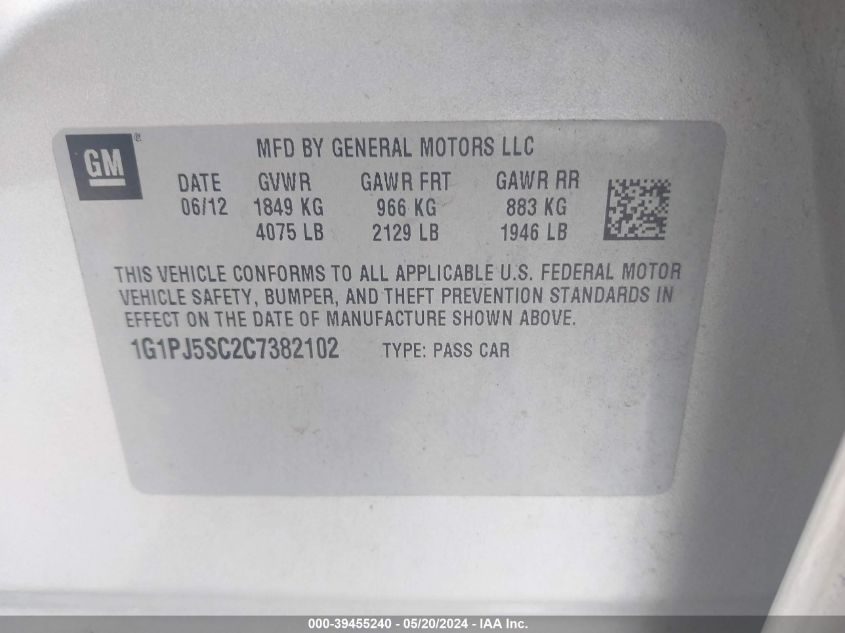 GM®
MFD BY GENERAL MOTORS LLC
DATE GVWR GAWR FRT GAWR RR
06/12 1849 KG 966 KG 883 KG
4075 LB 2129 LB 1946 LB
THIS VEHICLE CONFORMS TO ALL APPLICABLE U.S. FEDERAL MOTOR
VEHICLE SAFETY, BUMPER, AND THEFT PREVENTION STANDARDS IN
EFFECT ON THE DATE OF MANUFACTURE SHOWN ABOVE.
1G1PJ5SC2C7382102 TYPE: PASS CAR
000-39455240 - 05/20/2024 - IAA Inc.